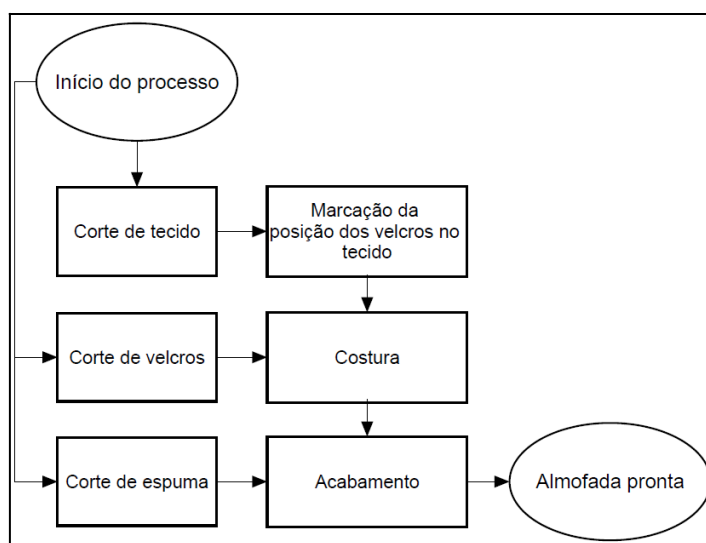 Início do processo
Corte de tecido
Marcação da
posição dos velcros no
tecido
Corte de velcros
Costura
Corte de espuma
Acabamento
Almofada pronta